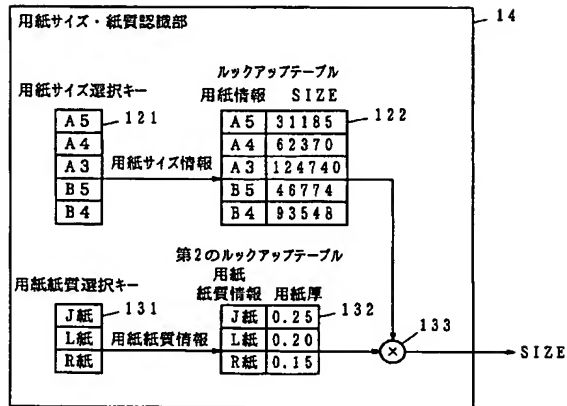 用紙サイズ・紙質認識部
14
ルックアップテーブル
用紙サイズ選択キー
用紙情報 SIZE
A5
121
A4
A3
B5
B4
用紙サイズ情報
A5 31185
122
A4 62370
A3 124740
B5 46774
B4 93548
第2のルックアップテーブル
用紙紙質選択キー
用紙
紙質情報 用紙厚
J紙
131
L紙
R紙
用紙紙質情報
J紙 0.25
132
L紙 0.20
R紙 0.15
133
×
SIZE